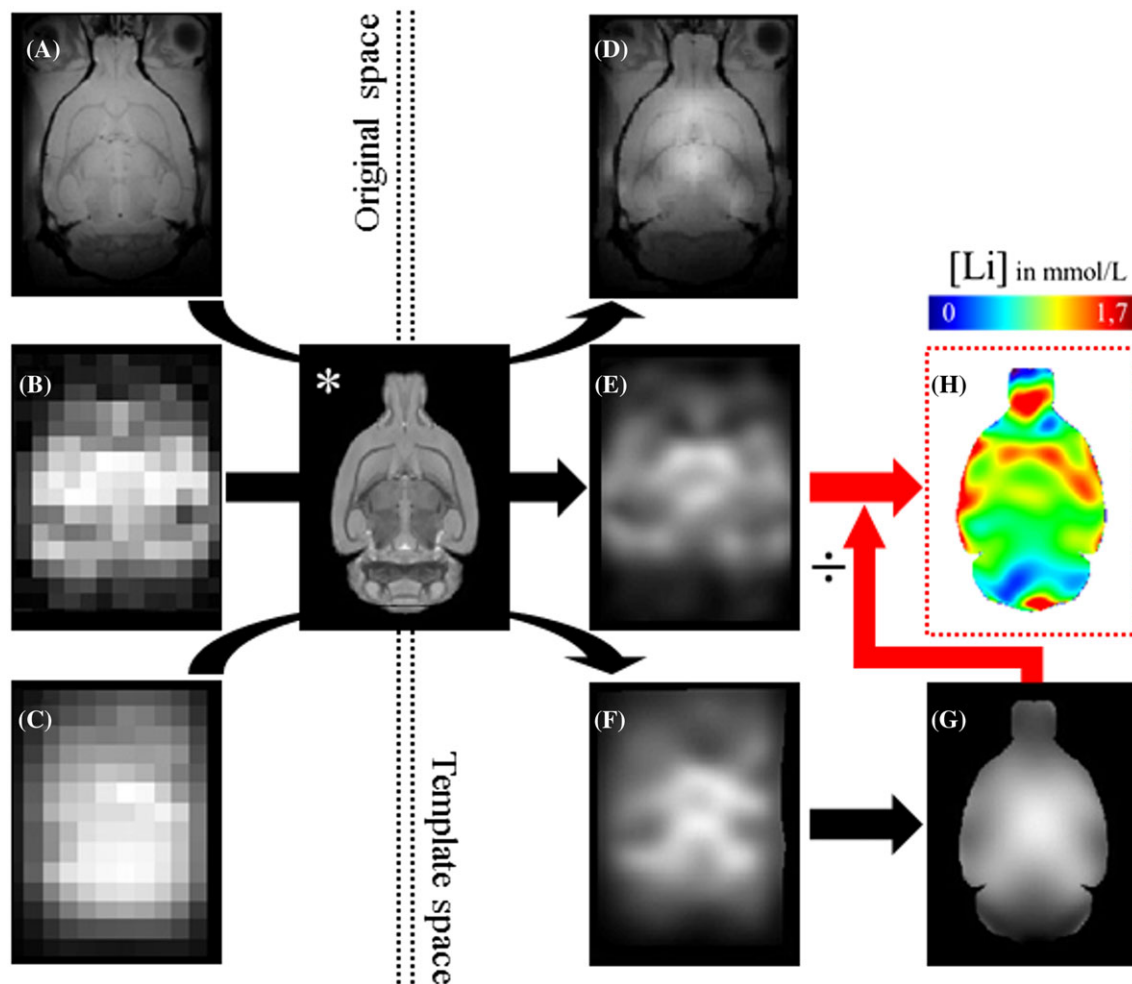 (A)
Original space
(D)
[Li] in mmol/L
0 1,7
(B)
*
(E)
(H)
÷
(C)
Template space
(F)
(G)